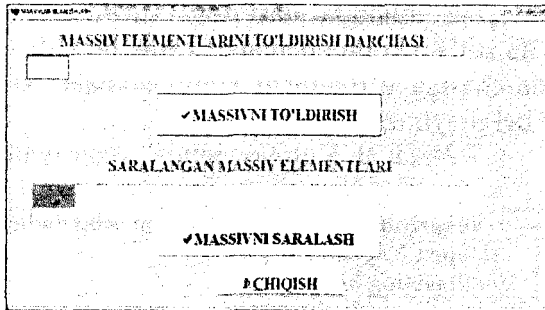 MASSIV ELEMENTLARINI TO'LDIRISH DARCHASI
✔MASSIVNI TO'LDIRISH
SARALANGAN MASSIV ELEMENTLARI
✔MASSIVNI SARALASH
CHIQISH